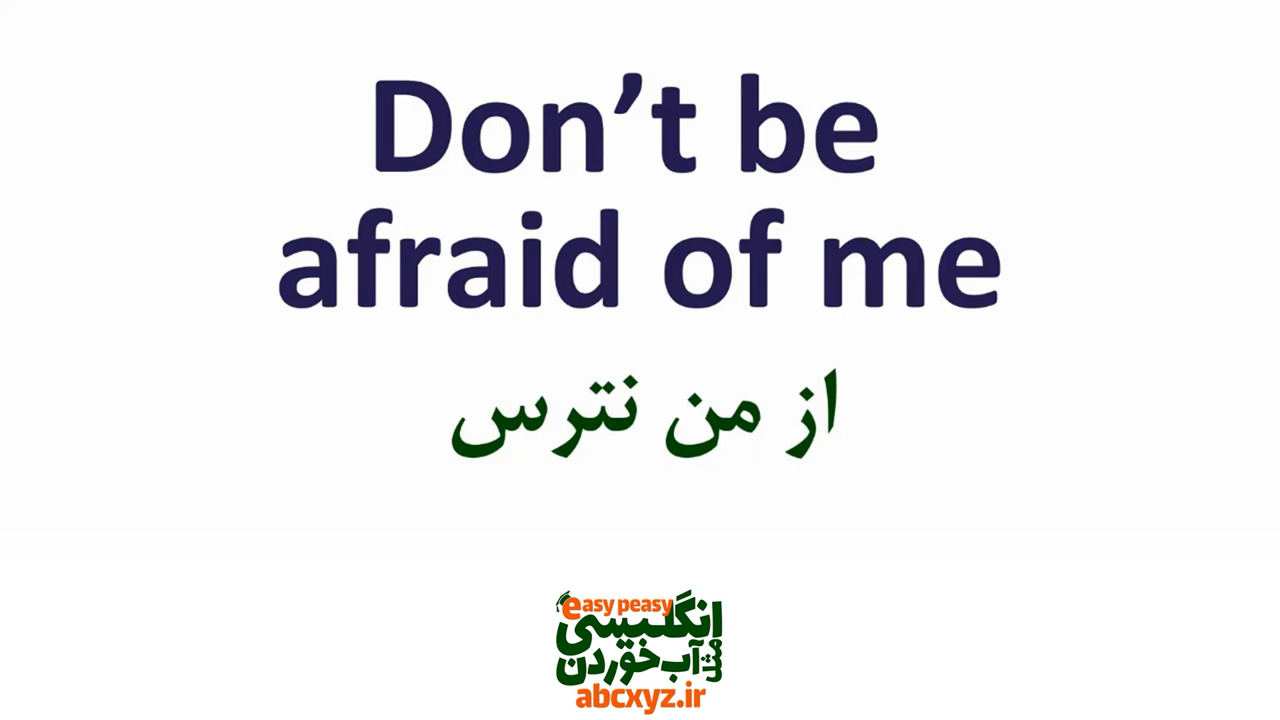 Don’t be
afraid of me
از من نترس
easy peasy
انگلیسی
مثل آب خوردن
abcxyz.ir